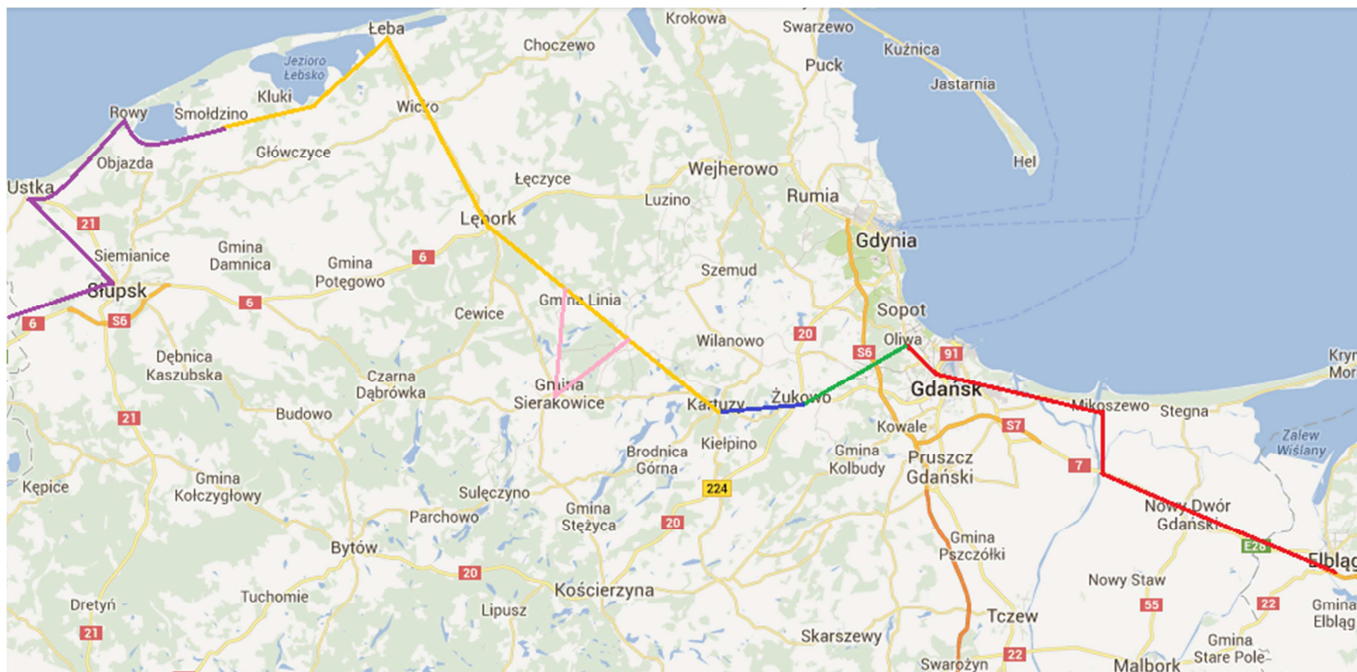 Łeba
Krokowa
Swarzewo
Choczewo
Kuźnica
Jezioro
Łebsko
Puck
Jastarnia
Kluki
Wicko
Rowy
Smołdzino
Główczyce
Objazda
Hel
Wejherowo
Ustka
Łęczyce
Rumia
Luzino
21
Lębork
Gdynia
Siemianice
Gmina
Damnica
6
Gmina
Potęgowo
Szemud
Słupsk
6
Gmina Linia
Sopot
6
S6
Cewice
20
Wilanowo
Oliwa
S6
91
Dębnica
Kaszubska
Czarna
Dąbrówka
Gmina
Sierakowice
Gdańsk
Krynica
Mor
Kartuzy
Żukowo
Mikoszewo
Stegna
21
Budowo
Kowale
S7
Kiełpino
Zalew
Wiślany
Brodnica
Górna
Gmina
Kolbudy
Pruszcz
Gdański
7
Kępice
Gmina
Kołczygłowy
224
Sulęczyno
Nowy Dwór
Gdański
Parchowo
Gmina
Stężyca
20
Gmina
Pszczółki
Bytów
E28
Elbląg
20
Nowy Staw
Kościerzyna
Tuchomie
Dretyń
Lipusz
55
22
Gmina
Elbląg
Tczew
21
Skarszewy
Gmina
Stare Pole
22
Swarożyn
Malbork